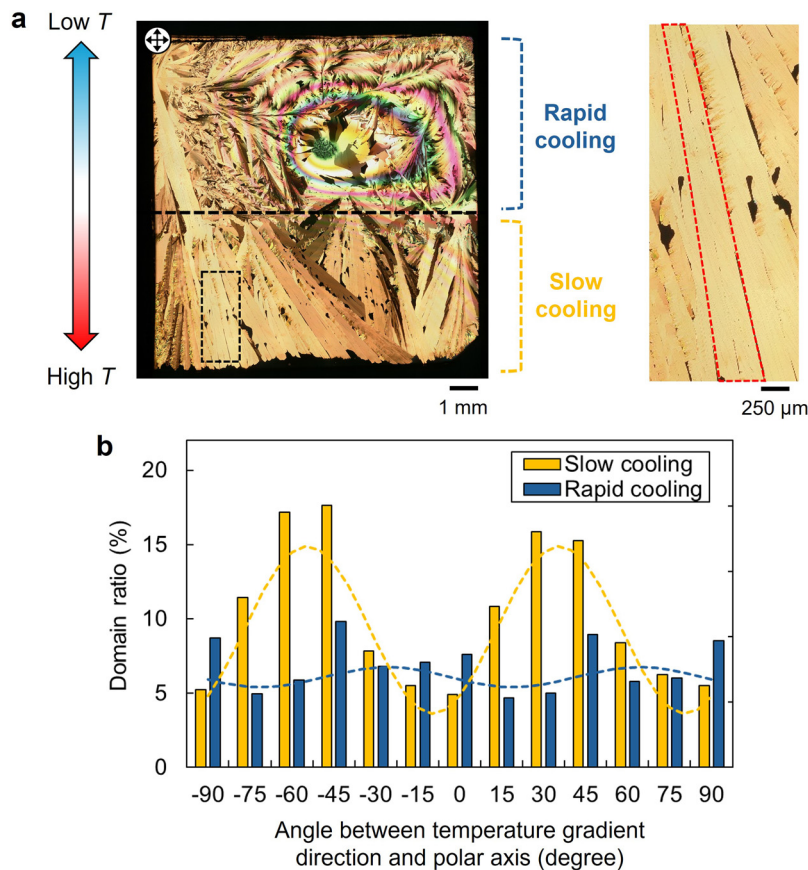 a
Low T
High T
Rapid
cooling
Slow
cooling
1 mm
250 μm
b
Slow cooling
Rapid cooling
Domain ratio (%)
20
15
10
5
0
-90 -75 -60 -45 -30 -15 0 15 30 45 60 75 90
Angle between temperature gradient
direction and polar axis (degree)